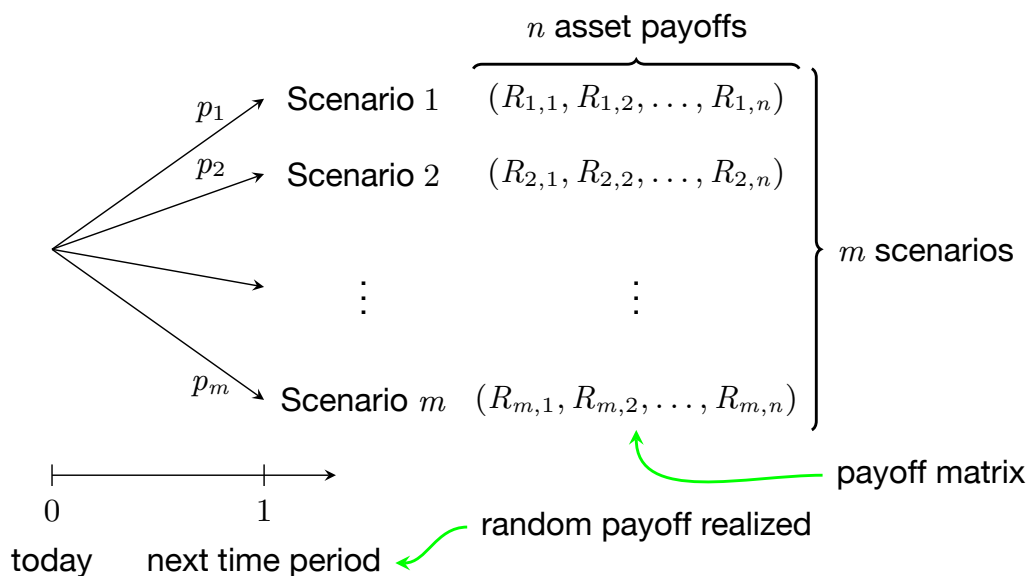 n asset payoffs
p₁ Scenario 1 (R₁,₁, R₁,₂, . . . , R₁,ₙ)
p₂ Scenario 2 (R₂,₁, R₂,₂, . . . , R₂,ₙ)
m scenarios
⋮ ⋮
pₘ Scenario m (Rₘ,₁, Rₘ,₂, . . . , Rₘ,ₙ)
payoff matrix
0 1
random payoff realized
today next time period